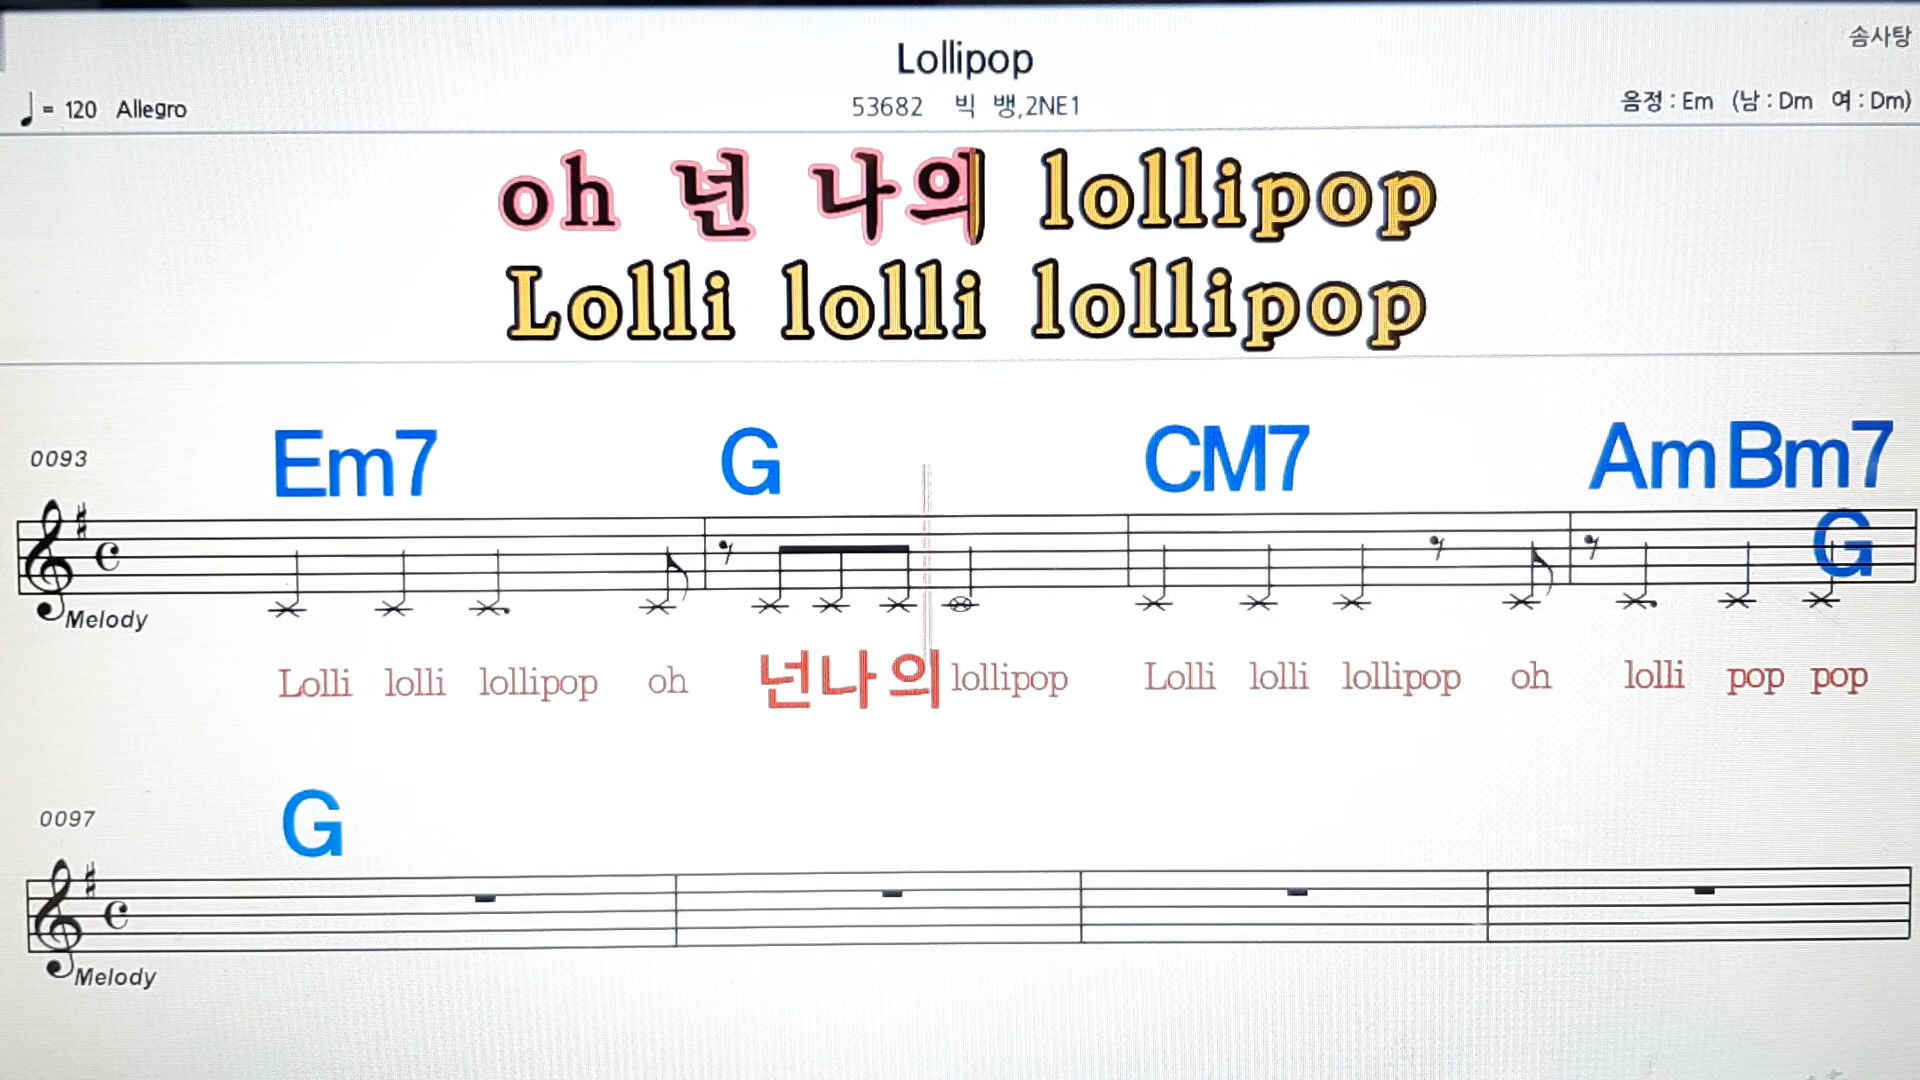 솜사탕
Lollipop
♩ = 120 Allegro
53682 빅 뱅,2NE1
음정 : Em (남 : Dm 여 : Dm)
oh 넌 나의 lollipop
Lolli lolli lollipop
0093
Em7 G CM7 Am Bm7
G
Melody
Lolli lolli lollipop oh 넌 나 의 lollipop Lolli lolli lollipop oh lolli pop pop
0097
G
Melody